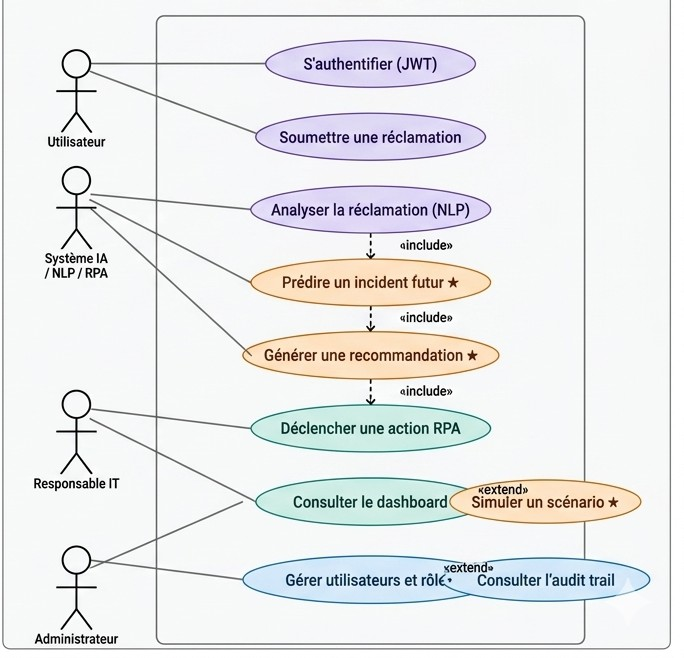 S'authentifier (JWT)
Utilisateur
Soumettre une réclamation
Analyser la réclamation (NLP)
Système IA
/ NLP / RPA
«include»
Prédire un incident futur ★
«include»
Générer une recommandation ★
«include»
Déclencher une action RPA
Responsable IT
«extend»
Consulter le dashboard
Simuler un scénario ★
«extend»
Gérer utilisateurs et rôle
Consulter l'audit trail
Administrateur